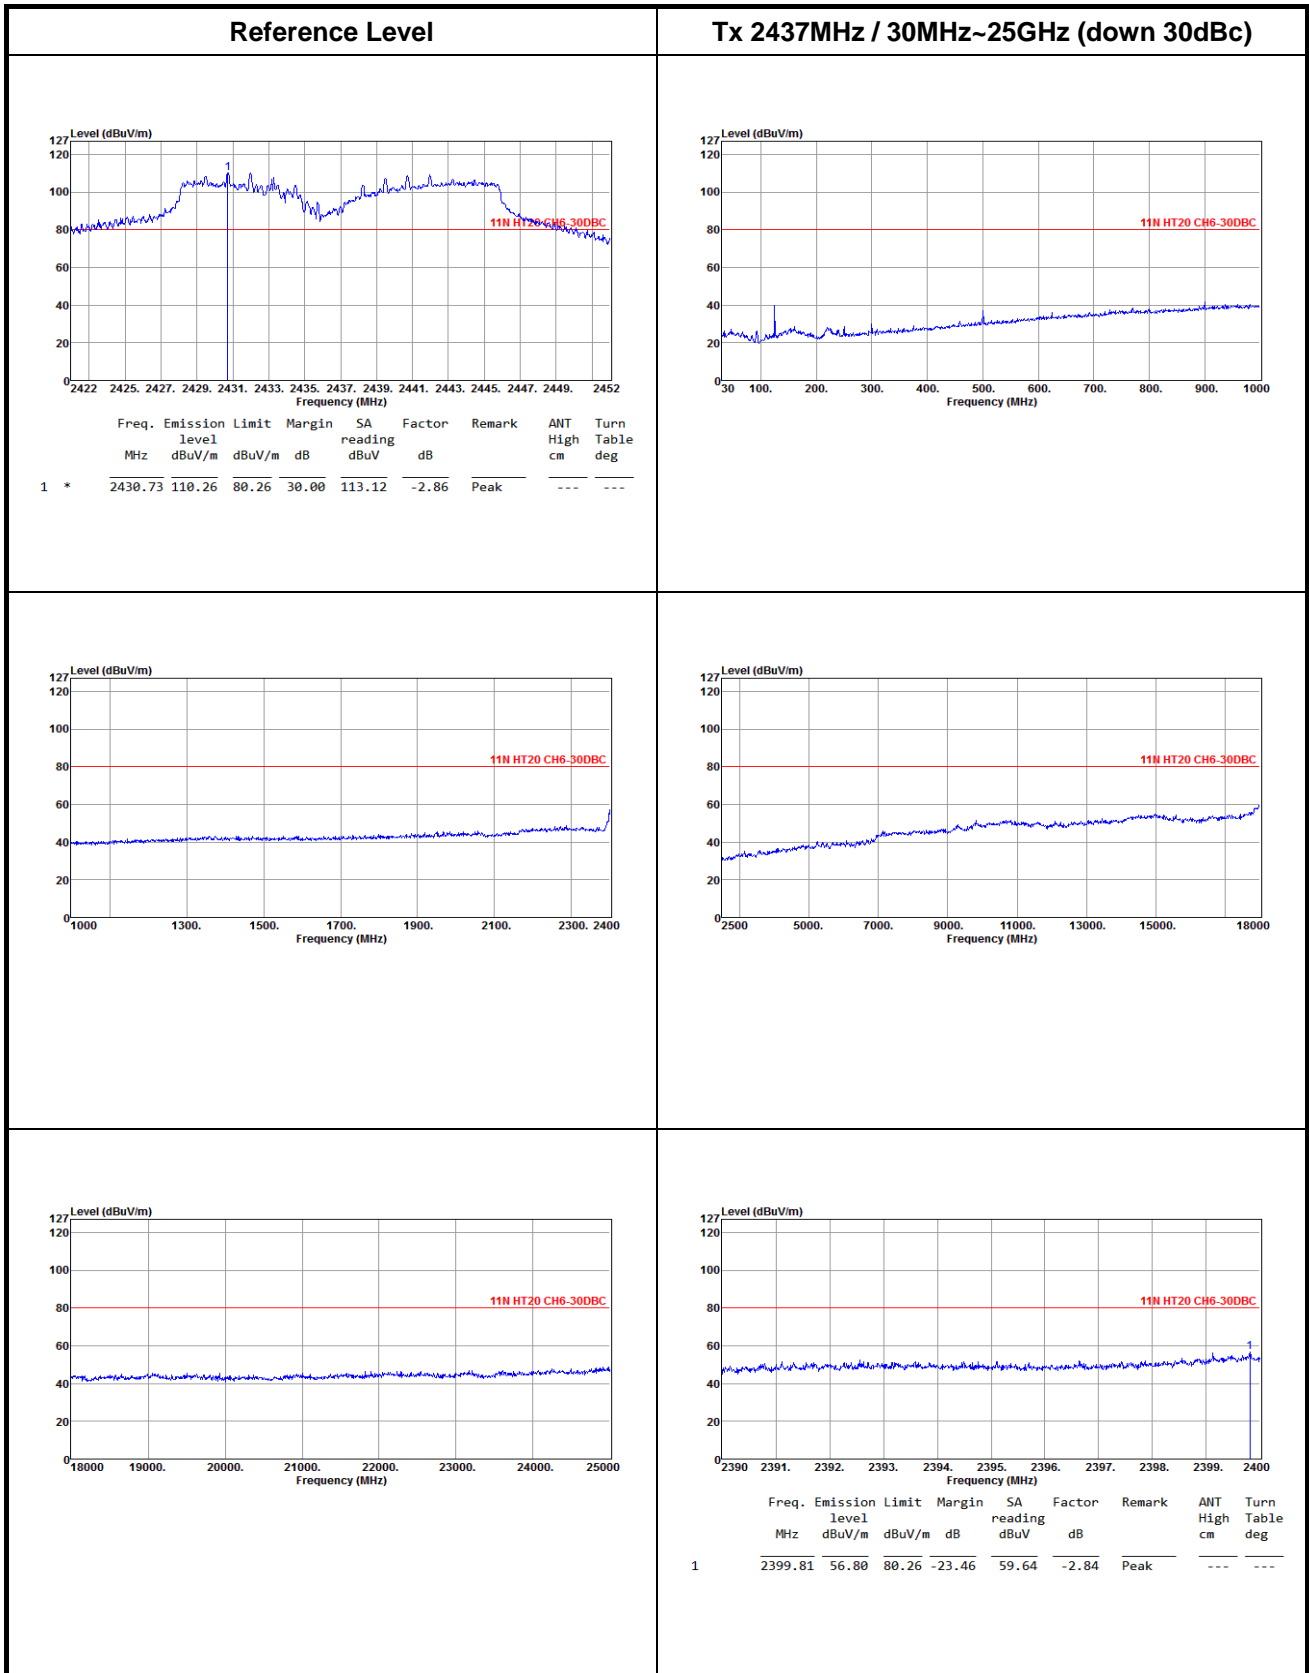 Reference Level
Tx 2437MHz / 30MHz~25GHz (down 30dBc)
Level (dBuV/m)
127
120
100
80
60
40
20
0
1
11N HT20 CH6-30DBC
2422 2425. 2427. 2429. 2431. 2433. 2435. 2437. 2439. 2441. 2443. 2445. 2447. 2449. 2452
Frequency (MHz)
Freq. Emission Limit Margin SA Factor Remark ANT Turn
level reading High Table
MHz dBuV/m dBuV/m dB dBuV dB cm deg
1 * 2430.73 110.26 80.26 30.00 113.12 -2.86 Peak --- ---
Level (dBuV/m)
127
120
100
80
60
40
20
0
11N HT20 CH6-30DBC
30 100. 200. 300. 400. 500. 600. 700. 800. 900. 1000
Frequency (MHz)
Level (dBuV/m)
127
120
100
80
60
40
20
0
11N HT20 CH6-30DBC
1000 1300. 1500. 1700. 1900. 2100. 2300. 2400
Frequency (MHz)
Level (dBuV/m)
127
120
100
80
60
40
20
0
11N HT20 CH6-30DBC
2500 5000. 7000. 9000. 11000. 13000. 15000. 18000
Frequency (MHz)
Level (dBuV/m)
127
120
100
80
60
40
20
0
11N HT20 CH6-30DBC
18000 19000. 20000. 21000. 22000. 23000. 24000. 25000
Frequency (MHz)
Level (dBuV/m)
127
120
100
80
60
40
20
0
11N HT20 CH6-30DBC
1
2390 2391. 2392. 2393. 2394. 2395. 2396. 2397. 2398. 2399. 2400
Frequency (MHz)
Freq. Emission Limit Margin SA Factor Remark ANT Turn
level reading High Table
MHz dBuV/m dBuV/m dB dBuV dB cm deg
1 2399.81 56.80 80.26 -23.46 59.64 -2.84 Peak --- ---